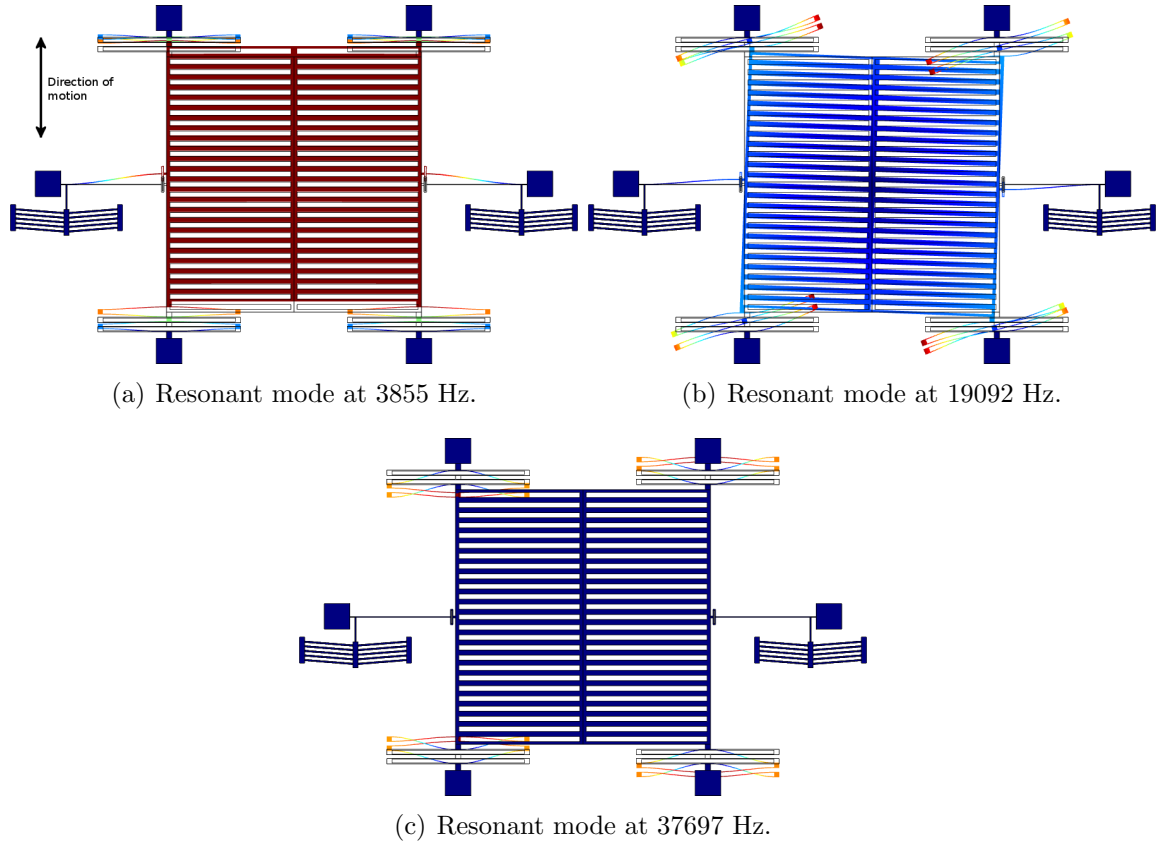 Direction of
motion
(a) Resonant mode at 3855 Hz.
(b) Resonant mode at 19092 Hz.
(c) Resonant mode at 37697 Hz.